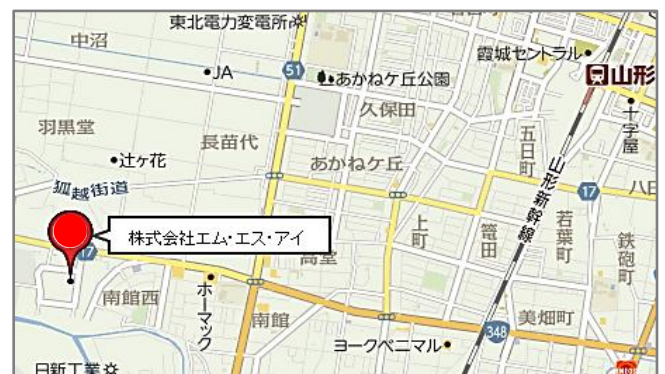 東北電力変電所
中沼
霞城セントラル
JA
51
あかねケ丘公園
山形
久保田
十字屋
羽黒堂
長苗代
五日町
辻ヶ花
あかねケ丘
山形新幹線
狐越街道
17
八日
株式会社エム・エス・アイ
上町
篭田
若葉町
鉄砲町
17
高堂
南館西
ホーマック
南館
美畑町
348
ヨークベニマル
日新工業